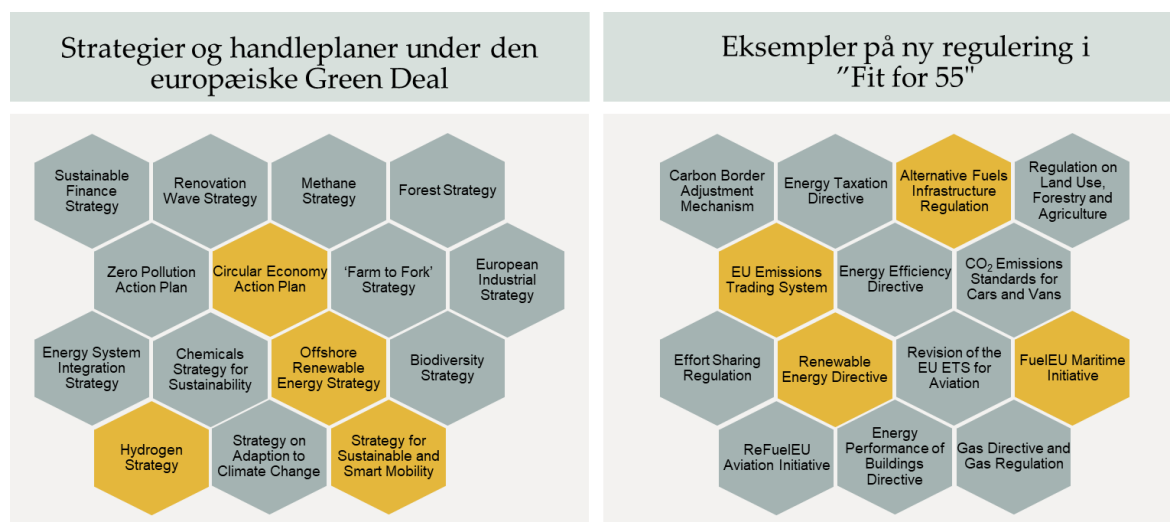 Strategier og handleplaner under den
europæiske Green Deal
Sustainable
Finance
Strategy
Renovation
Wave Strategy
Methane
Strategy
Forest Strategy
Zero Pollution
Action Plan
Circular Economy
Action Plan
‘Farm to Fork’
Strategy
European
Industrial
Strategy
Energy System
Integration
Strategy
Chemicals
Strategy for
Sustainability
Offshore
Renewable
Energy Strategy
Biodiversity
Strategy
Hydrogen
Strategy
Strategy on
Adaption to
Climate Change
Strategy for
Sustainable and
Smart Mobility
Eksempler på ny regulering i
”Fit for 55"
Carbon Border
Adjustment
Mechanism
Energy Taxation
Directive
Alternative Fuels
Infrastructure
Regulation
Regulation on
Land Use,
Forestry and
Agriculture
EU Emissions
Trading System
Energy Efficiency
Directive
CO₂ Emissions
Standards for
Cars and Vans
Effort Sharing
Regulation
Renewable
Energy Directive
Revision of the
EU ETS for
Aviation
FuelEU Maritime
Initiative
ReFuelEU
Aviation Initiative
Energy
Performance of
Buildings
Directive
Gas Directive and
Gas Regulation